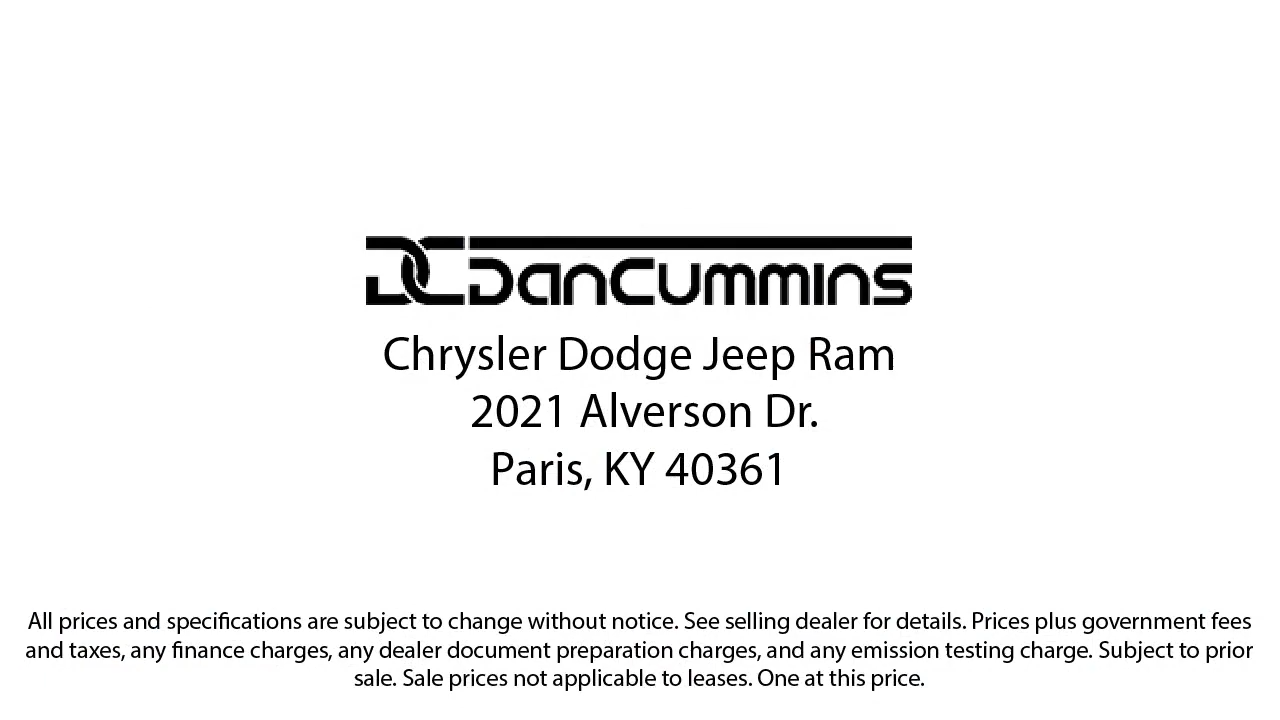 DC DanCummins
Chrysler Dodge Jeep Ram
2021 Alverson Dr.
Paris, KY 40361
All prices and specifications are subject to change without notice. See selling dealer for details. Prices plus government fees
and taxes, any finance charges, any dealer document preparation charges, and any emission testing charge. Subject to prior
sale. Sale prices not applicable to leases. One at this price.